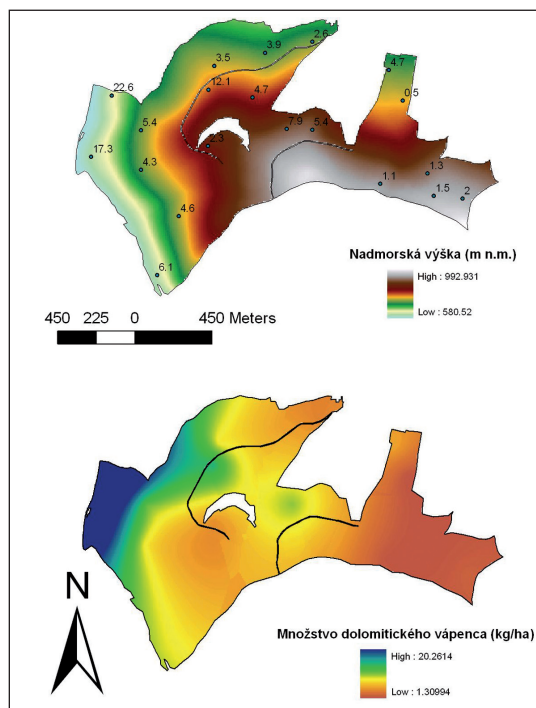 2.6
3.9
3.5
4.7
12.1
4.7
0.5
22.6
5.4
7.9
5.4
2.3
17.3
4.3
1.3
1.1
1.5
2
4.6
6.1
Nadmorská výška (m n.m.)
High : 992.931
Low : 580.52
450 225 0 450 Meters
N
Množstvo dolomitického vápenca (kg/ha)
High : 20.2614
Low : 1.30994